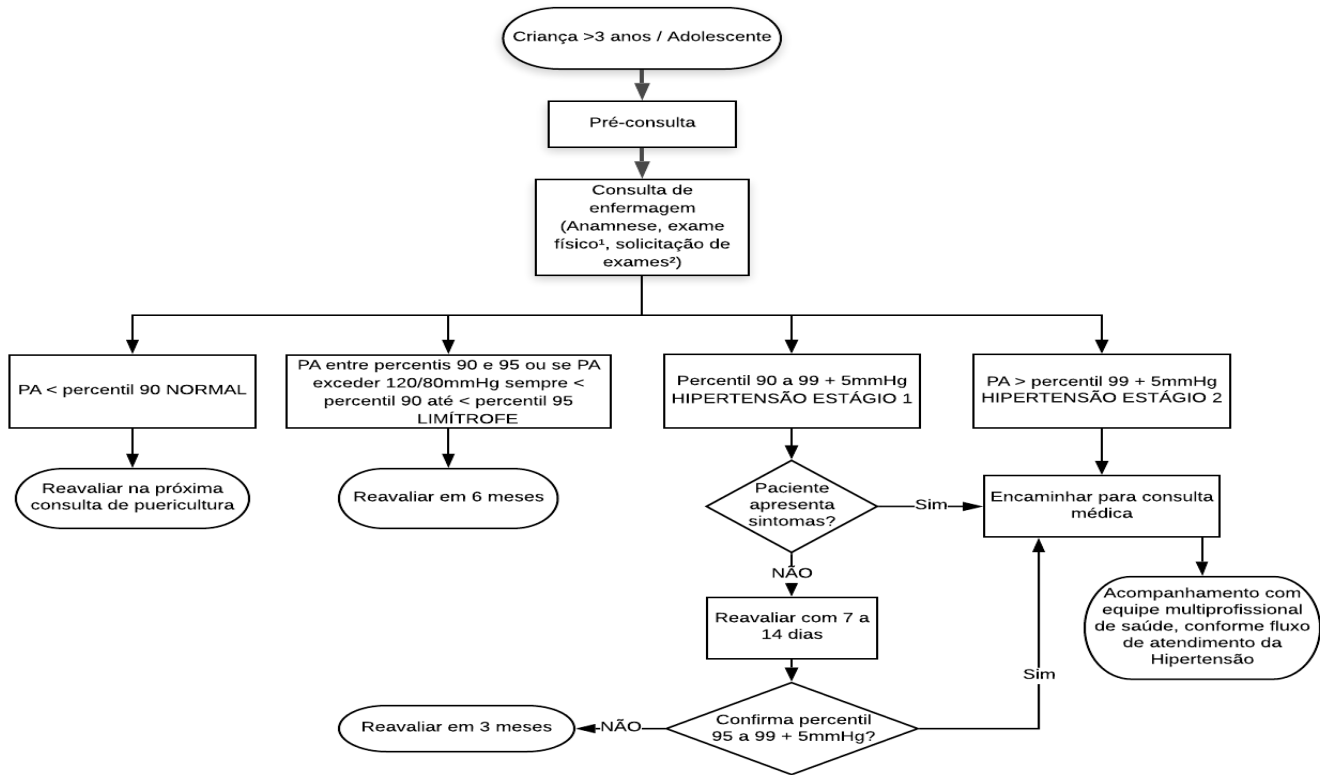 Criança >3 anos / Adolescente
Pré-consulta
Consulta de
enfermagem
(Anamnese, exame
físico¹, solicitação de
exames²)
PA < percentil 90 NORMAL
PA entre percentis 90 e 95 ou se PA
exceder 120/80mmHg sempre <
percentil 90 até < percentil 95
LIMÍTROFE
Percentil 90 a 99 + 5mmHg
HIPERTENSÃO ESTÁGIO 1
PA > percentil 99 + 5mmHg
HIPERTENSÃO ESTÁGIO 2
Reavaliar na próxima
consulta de puericultura
Reavaliar em 6 meses
Paciente
apresenta
sintomas?
Sim
Encaminhar para consulta
médica
NÃO
Reavaliar com 7 a
14 dias
Acompanhamento com
equipe multiprofissional
de saúde, conforme fluxo
de atendimento da
Hipertensão
Sim
Confirma percentil
95 a 99 + 5mmHg?
NÃO
Reavaliar em 3 meses